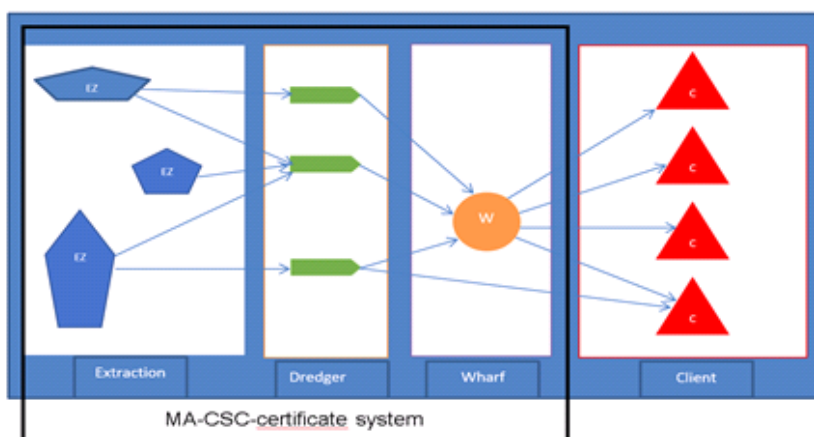 EZ
EZ
EZ
W
C
C
C
C
Extraction
Dredger
Wharf
Client
MA-CSC-certificate system